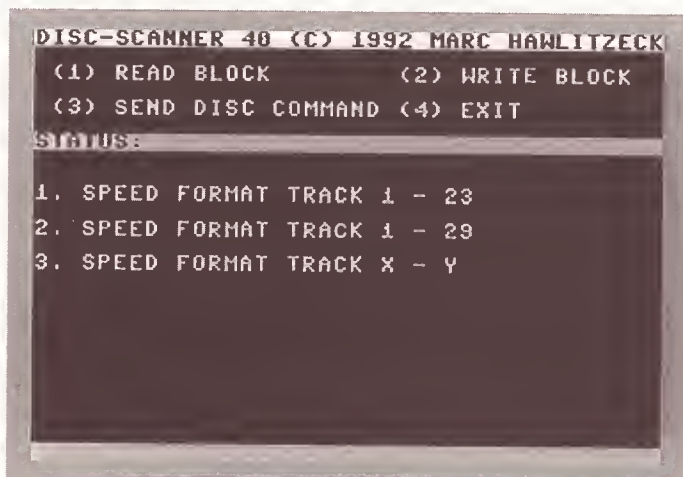 DISC-SCANNER 40 (C) 1992 MARC HAWLITZECK
(1) READ BLOCK (2) WRITE BLOCK
(3) SEND DISC COMMAND (4) EXIT
STATUS:
1. SPEED FORMAT TRACK 1 - 23
2. SPEED FORMAT TRACK 1 - 29
3. SPEED FORMAT TRACK X - Y